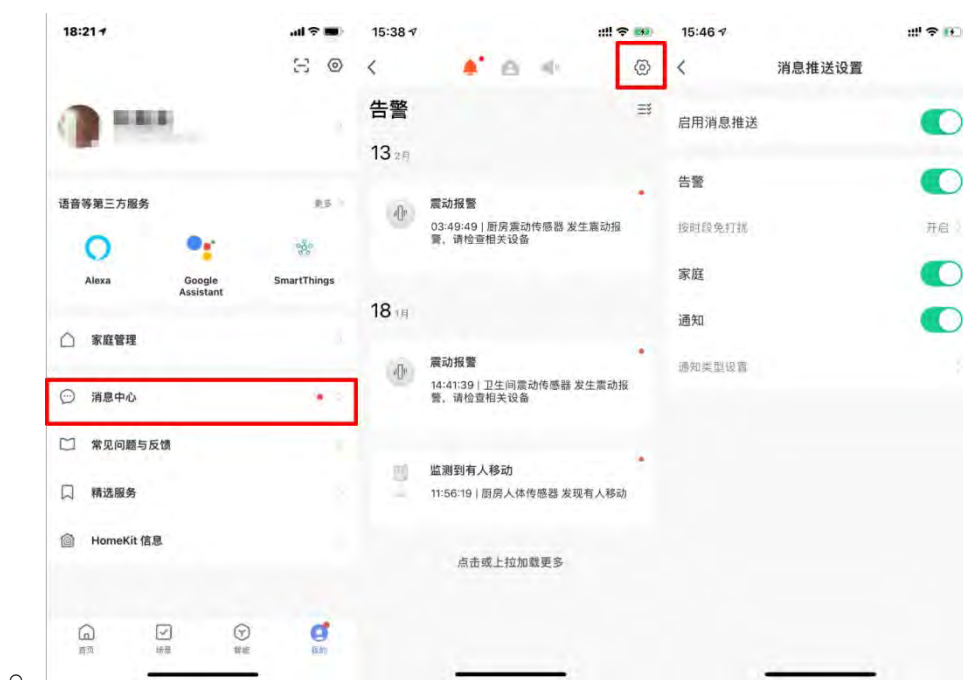 18:21
语音等第三方服务
更多
Alexa
Google
Assistant
SmartThings
家庭管理
消息中心
常见问题与反馈
精选服务
HomeKit 信息
首页
场景
智能
我的
15:38
告警
13 2月
震动报警
03:49:49 | 厨房震动传感器 发生震动报
警，请检查相关设备
18 1月
震动报警
14:41:39 | 卫生间震动传感器 发生震动报
警，请检查相关设备
监测到有人移动
11:56:19 | 厨房人体传感器 发现有人移动
点击或上拉加载更多
15:46
消息推送设置
启用消息推送
告警
按时段免打扰
开启
家庭
通知
通知类型设置
。